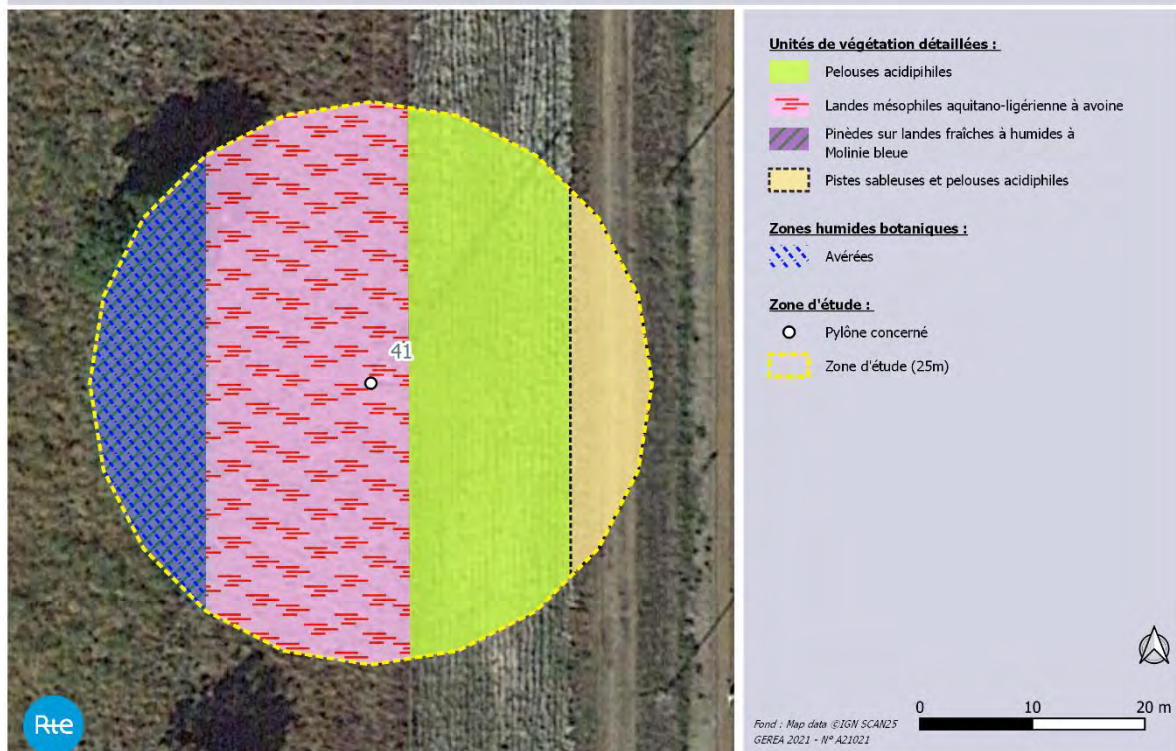 41
Rte
Unités de végétation détaillées :
Pelouses acidipihiles
Landes mésophiles aquitano-ligérienne à avoine
Pinèdes sur landes fraîches à humides à
Molinie bleue
Pistes sableuses et pelouses acidiphiles
Zones humides botaniques :
Avérées
Zone d'étude :
Pylône concerné
Zone d'étude (25m)
0 10 20 m
Fond : Map data ©IGN SCAN25
GEREA 2021 - N° A21021